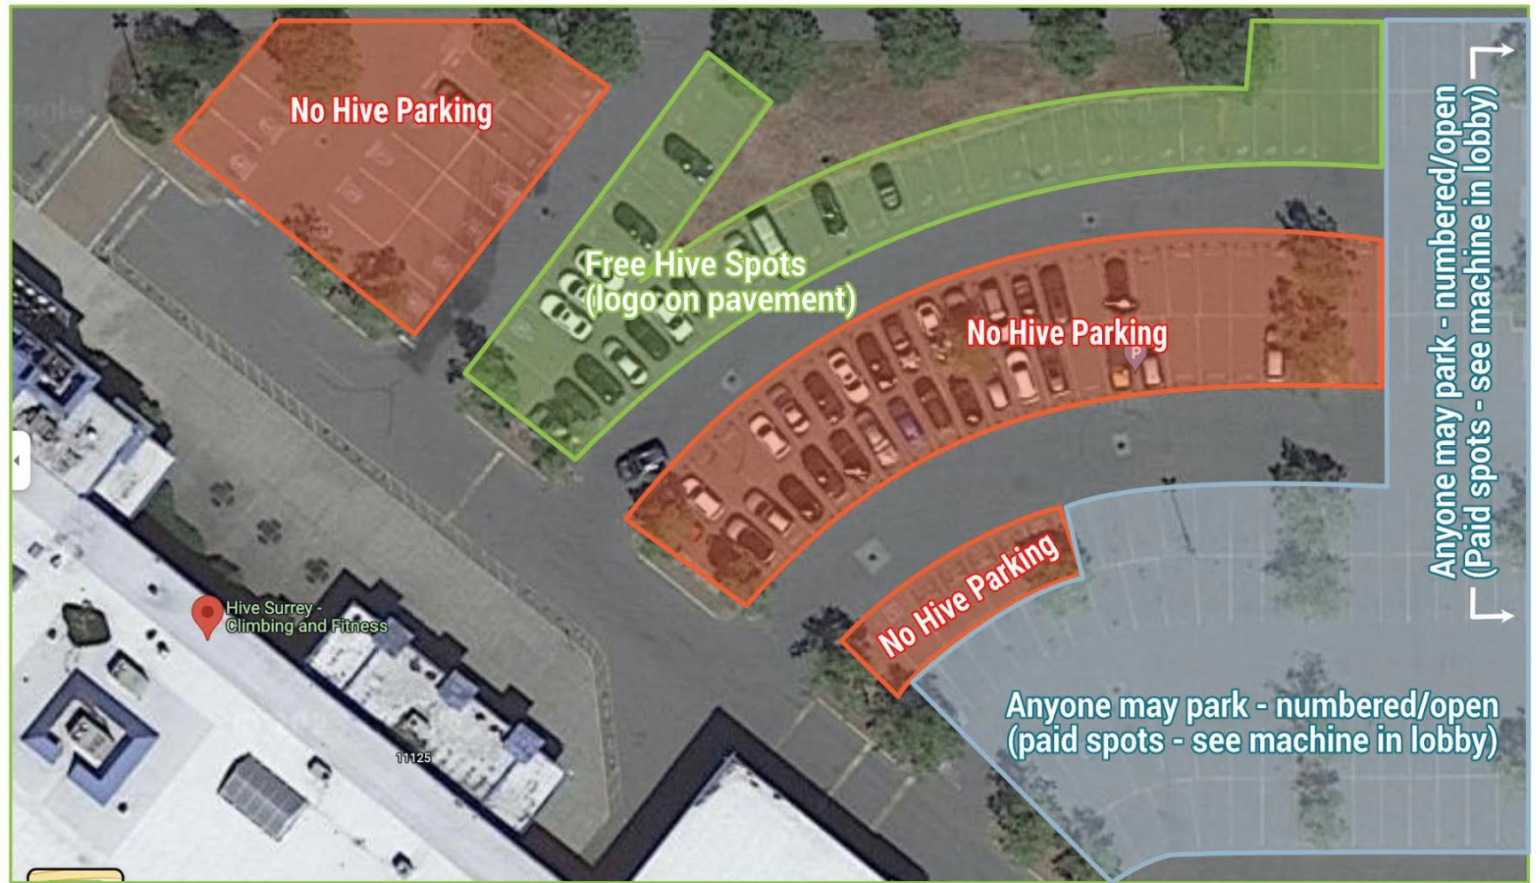 No Hive Parking
Free Hive Spots
(logo on pavement)
No Hive Parking
P
Anyone may park - numbered/open
(Paid spots - see machine in lobby)
No Hive Parking
Hive Surrey -
Climbing and Fitness
Anyone may park - numbered/open
(paid spots - see machine in lobby)
11125